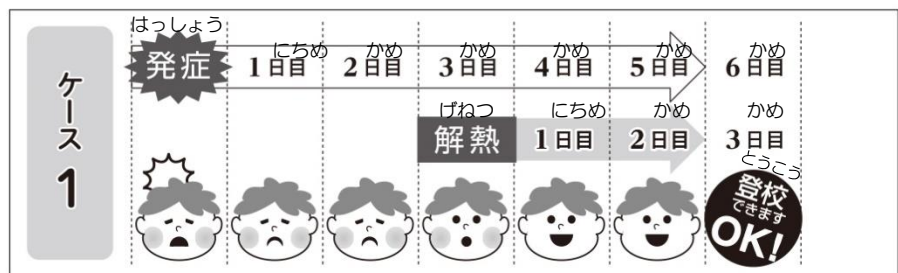 ケース1
はっしょう にちめ かめ かめ かめ かめ かめ
発症 1日目 2日目 3日目 4日目 5日目 6日目
げねつ にちめ かめ かめ
解熱 1日目 2日目 3日目
とうこう
登校
できます
OK!